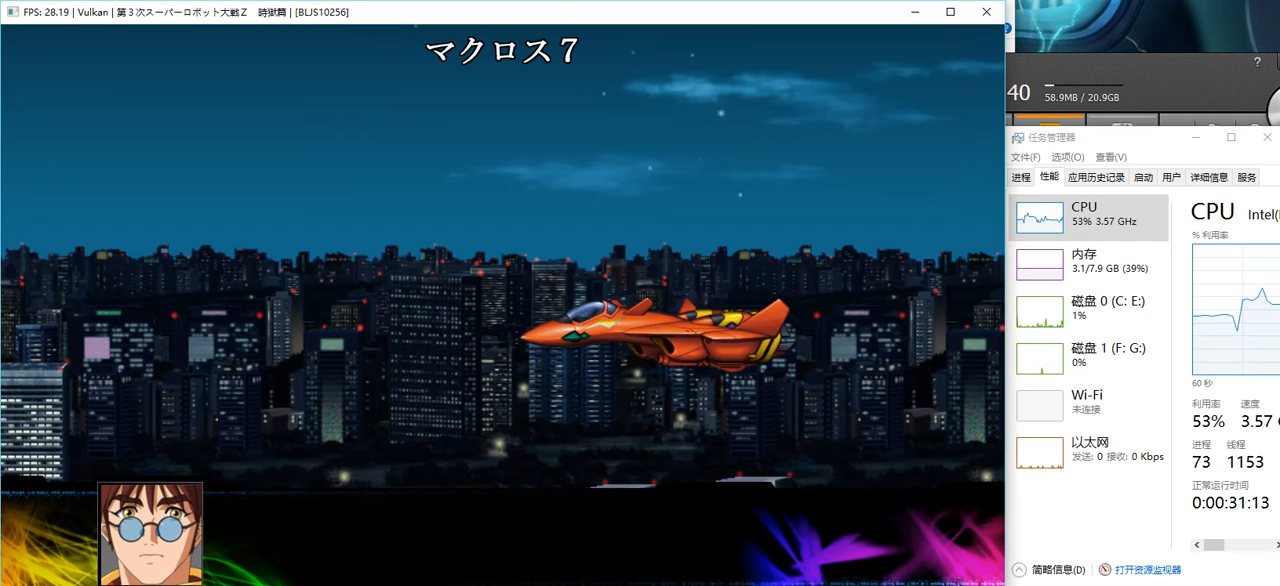 FPS: 28.19 | Vulkan | 第３次スーパーロボット大戦Ｚ　時獄篇 | [BLJS10256]
マクロス７
?
40
58.9MB / 20.9GB
任务管理器
文件(F) 选项(O) 查看(V)
进程 性能 应用历史记录 启动 用户 详细信息 服务
CPU
53% 3.57 GHz
内存
3.1/7.9 GB (39%)
磁盘 0 (C: E:)
1%
磁盘 1 (F: G:)
0%
Wi-Fi
未连接
以太网
发送: 0 接收: 0 Kbps
CPU Intel(
% 利用率
60 秒
利用率 速度
53% 3.57
进程 线程
73 1153
正常运行时间
0:00:31:13
简略信息(D) 打开资源监视器